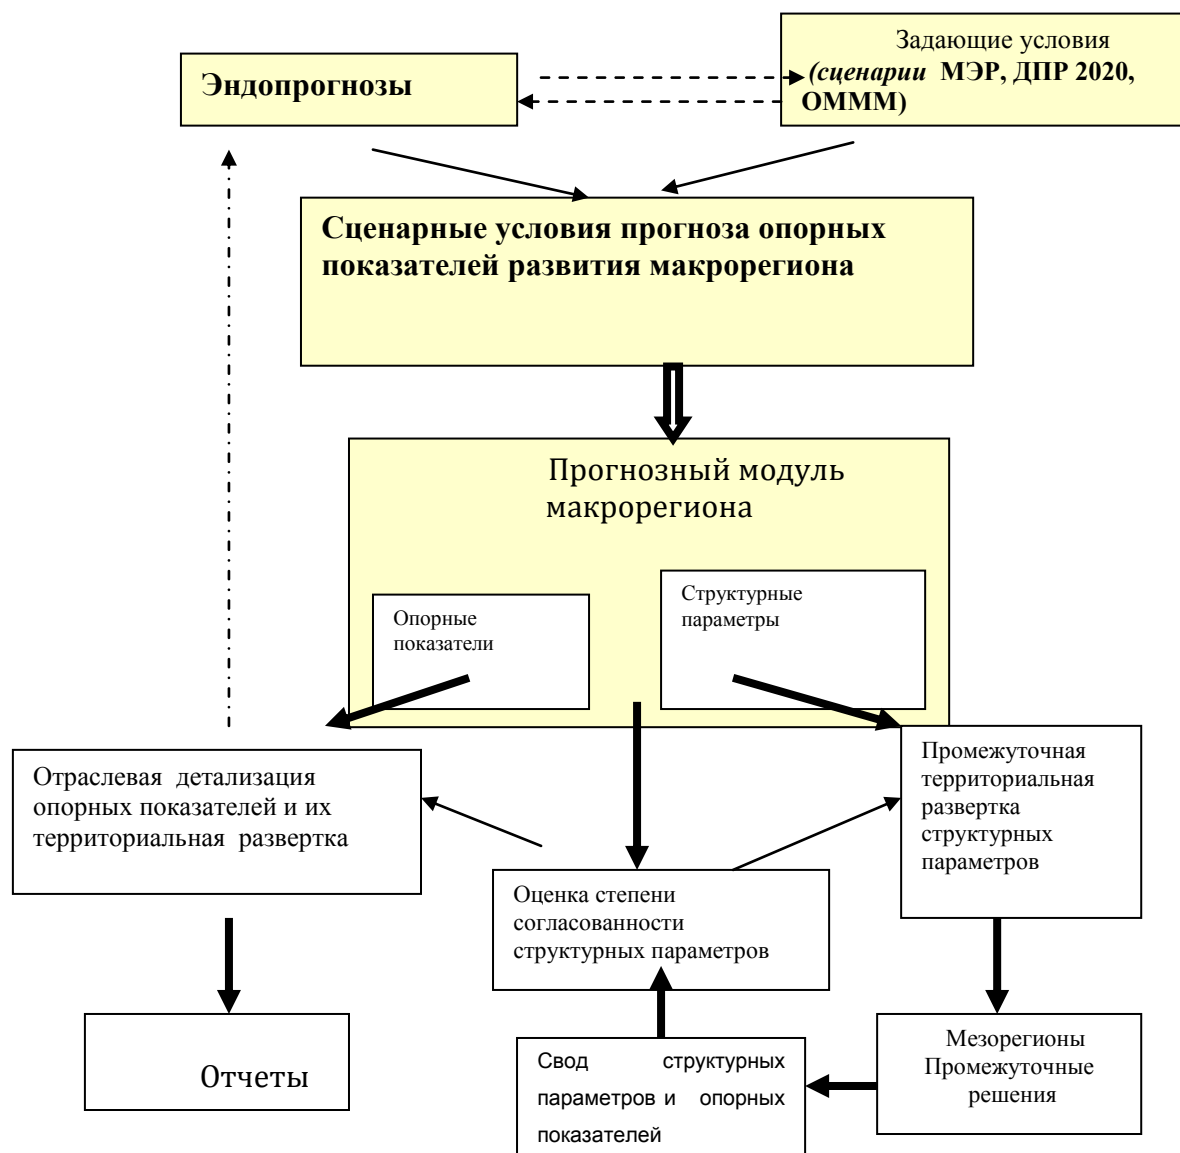 Эндопрогнозы
Задающие условия
(сценарии МЭР, ДПР 2020,
ОМММ)
Сценарные условия прогноза опорных
показателей развития макрорегиона
Прогнозный модуль
макрорегиона
Опорные
показатели
Структурные
параметры
Отраслевая детализация
опорных показателей и их
территориальная развертка
Промежуточная
территориальная
развертка
структурных
параметров
Оценка степени
согласованности
структурных параметров
Отчеты
Свод структурных
параметров и опорных
показателей
Мезорегионы
Промежуточные
решения